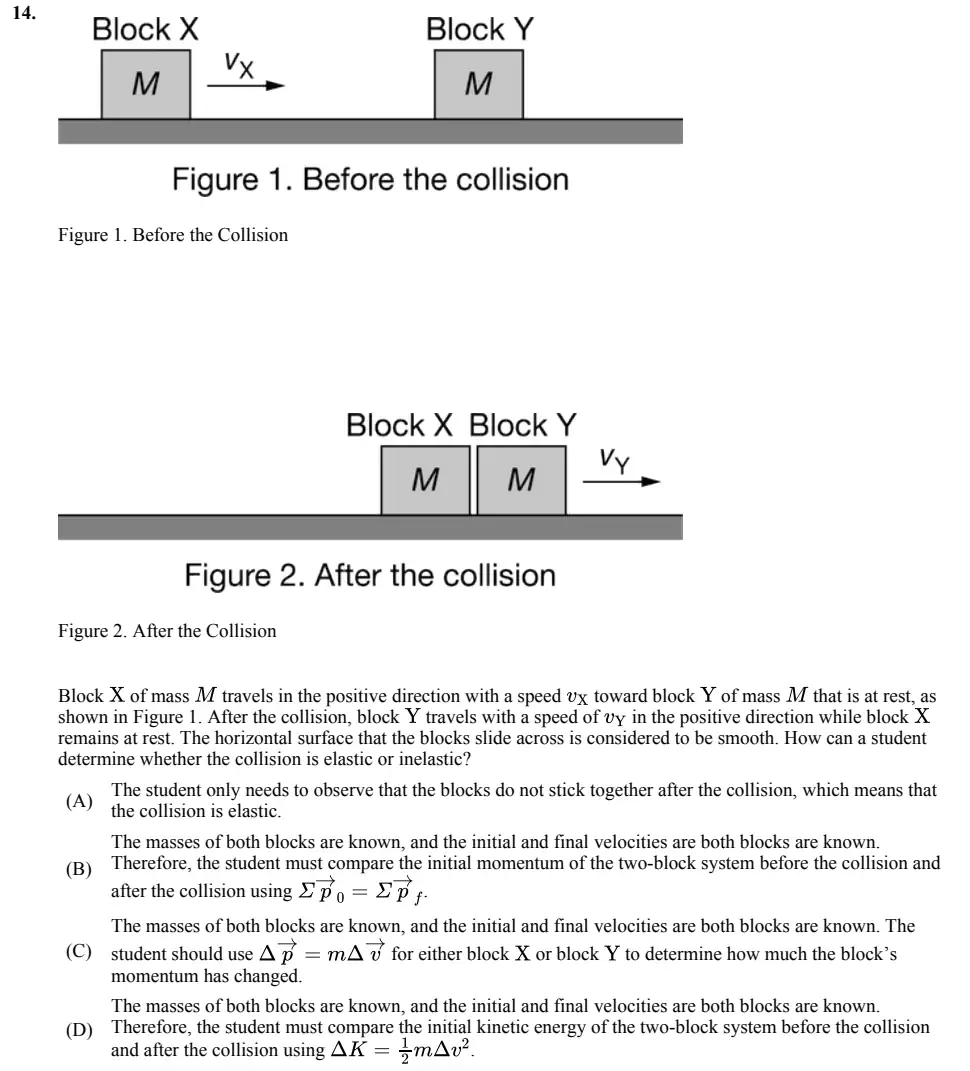 14.
Block X
Block Y
M
vX
M
Figure 1. Before the collision
Figure 1. Before the Collision
Block X Block Y
M
M
vY
Figure 2. After the collision
Figure 2. After the Collision
Block X of mass M travels in the positive direction with a speed vX toward block Y of mass M that is at rest, as
shown in Figure 1. After the collision, block Y travels with a speed of vY in the positive direction while block X
remains at rest. The horizontal surface that the blocks slide across is considered to be smooth. How can a student
determine whether the collision is elastic or inelastic?
(A) The student only needs to observe that the blocks do not stick together after the collision, which means that
the collision is elastic.
The masses of both blocks are known, and the initial and final velocities are both blocks are known.
(B) Therefore, the student must compare the initial momentum of the two-block system before the collision and
after the collision using Σp⃗₀ = Σp⃗_f.
The masses of both blocks are known, and the initial and final velocities are both blocks are known. The
(C) student should use Δp⃗ = mΔv⃗ for either block X or block Y to determine how much the block's
momentum has changed.
The masses of both blocks are known, and the initial and final velocities are both blocks are known.
(D) Therefore, the student must compare the initial kinetic energy of the two-block system before the collision
and after the collision using ΔK = ½mΔv².